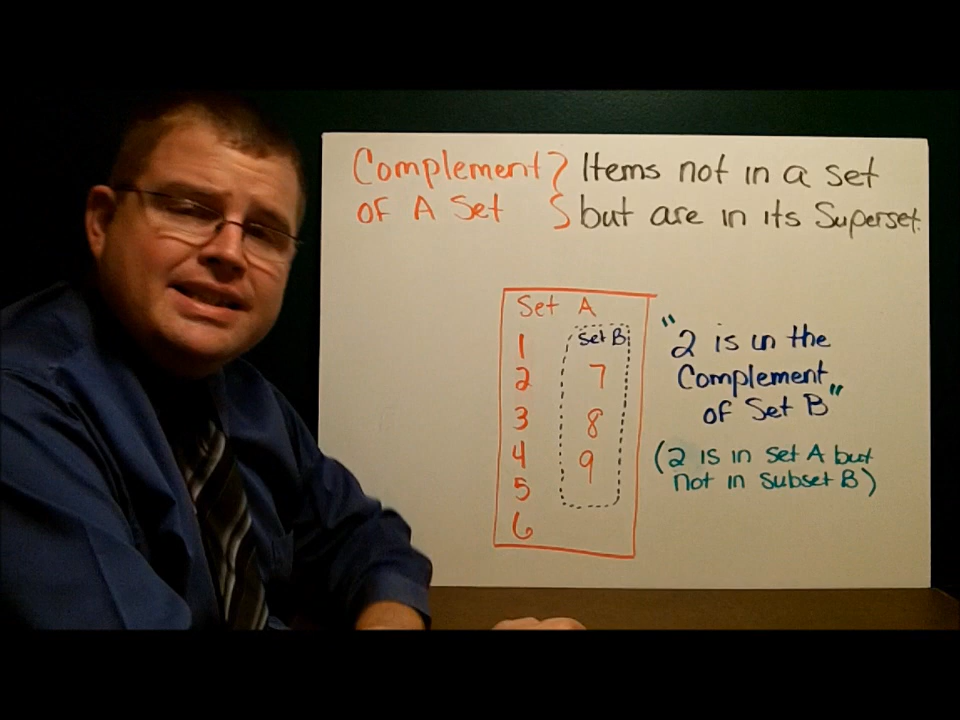 Complement
of A Set
Items not in a set
but are in its Superset.
Set A
Set B
1
2
3
4
5
6
7
8
9
"2 is in the
Complement
of Set B"
(2 is in set A but
not in subset B)